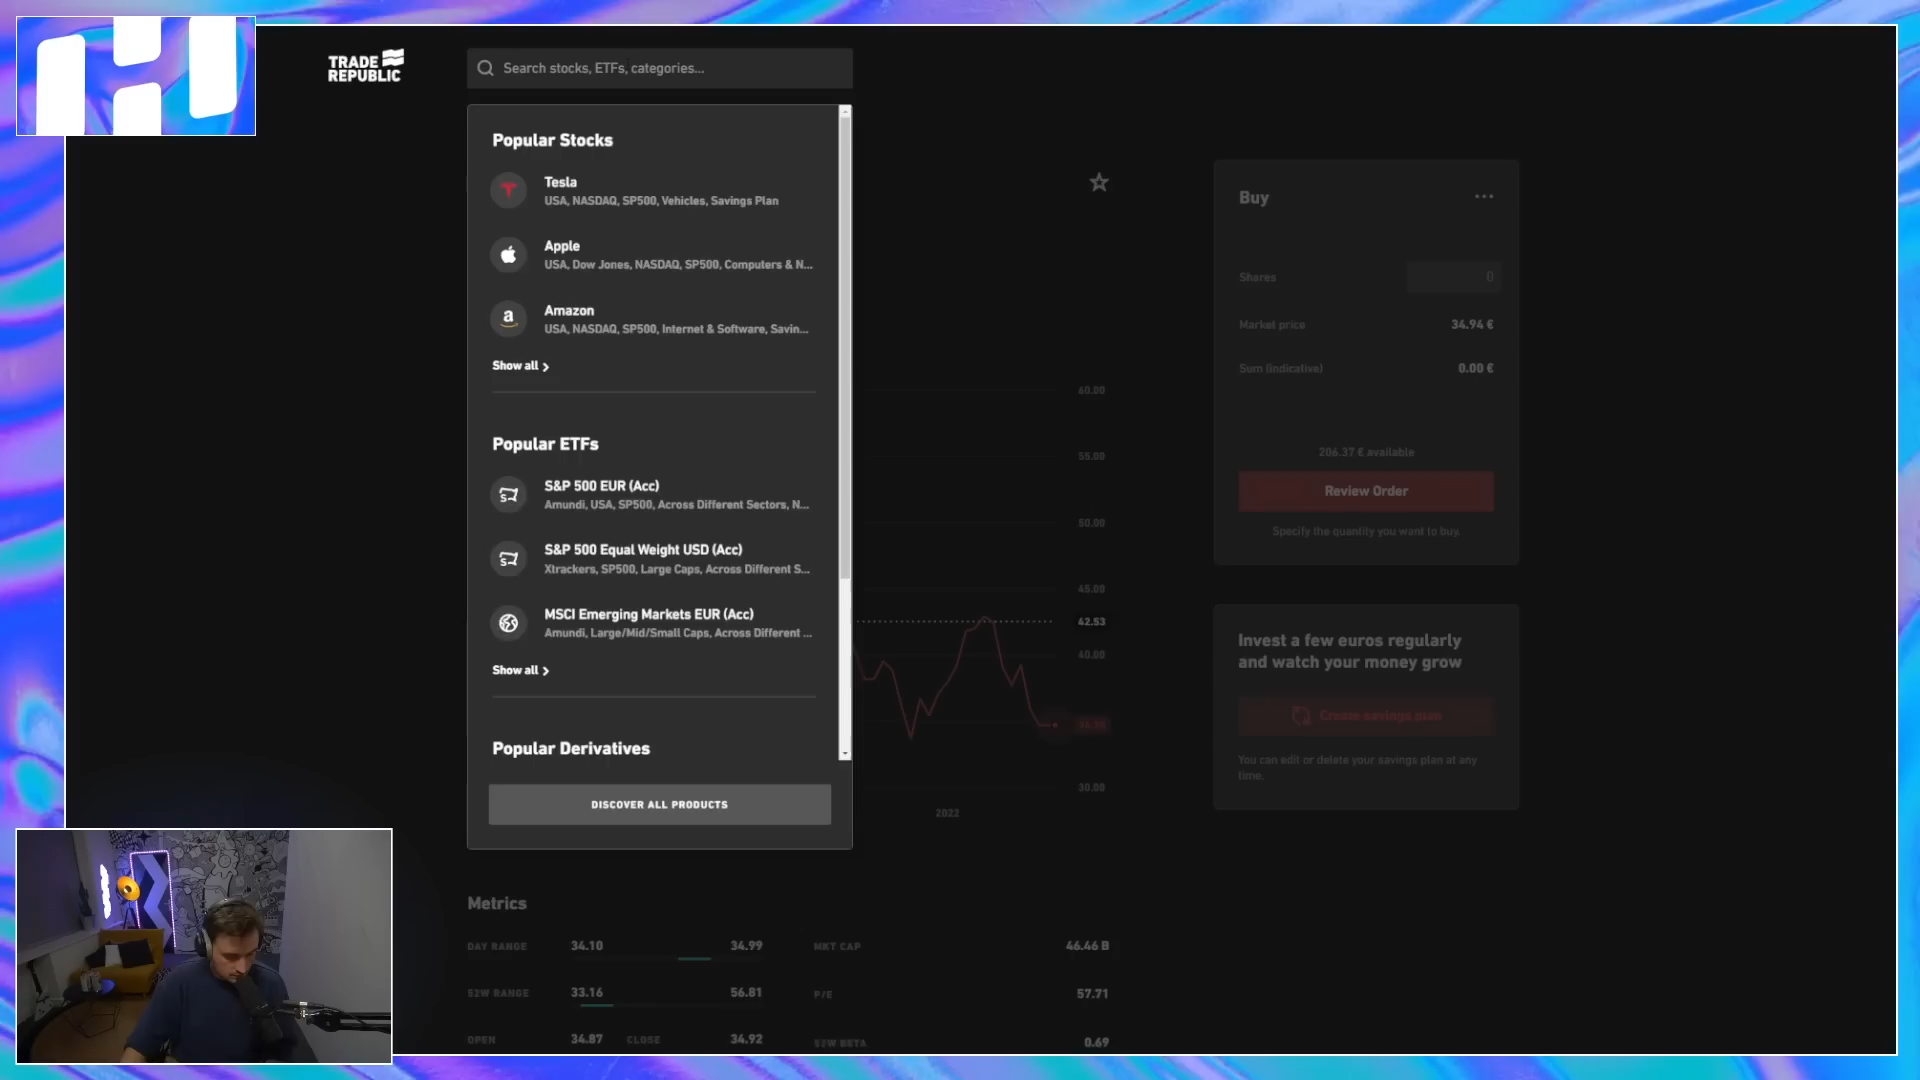 TRADE
REPUBLIC
Search stocks, ETFs, categories...
Popular Stocks
Tesla
USA, NASDAQ, SP500, Vehicles, Savings Plan
Apple
USA, Dow Jones, NASDAQ, SP500, Computers & N...
Amazon
USA, NASDAQ, SP500, Internet & Software, Savin...
Show all
Popular ETFs
S&P 500 EUR (Acc)
Amundi, USA, SP500, Across Different Sectors, N...
S&P 500 Equal Weight USD (Acc)
Xtrackers, SP500, Large Caps, Across Different S...
MSCI Emerging Markets EUR (Acc)
Amundi, Large/Mid/Small Caps, Across Different ...
Show all
Popular Derivatives
DISCOVER ALL PRODUCTS
60.00
55.00
50.00
45.00
42.53
40.00
30.00
2022
Buy
Shares 0
Market price 34.94 €
Sum (indicative) 0.00 €
206.37 € available
Review Order
Specify the quantity you want to buy.
Invest a few euros regularly
and watch your money grow
Create savings plan
You can edit or delete your savings plan at any
time.
Metrics
DAY RANGE 34.10 34.99 MKT CAP 46.46 B
52W RANGE 33.16 56.81 P/E 57.71
OPEN 34.87 CLOSE 34.92 52W BETA 0.69